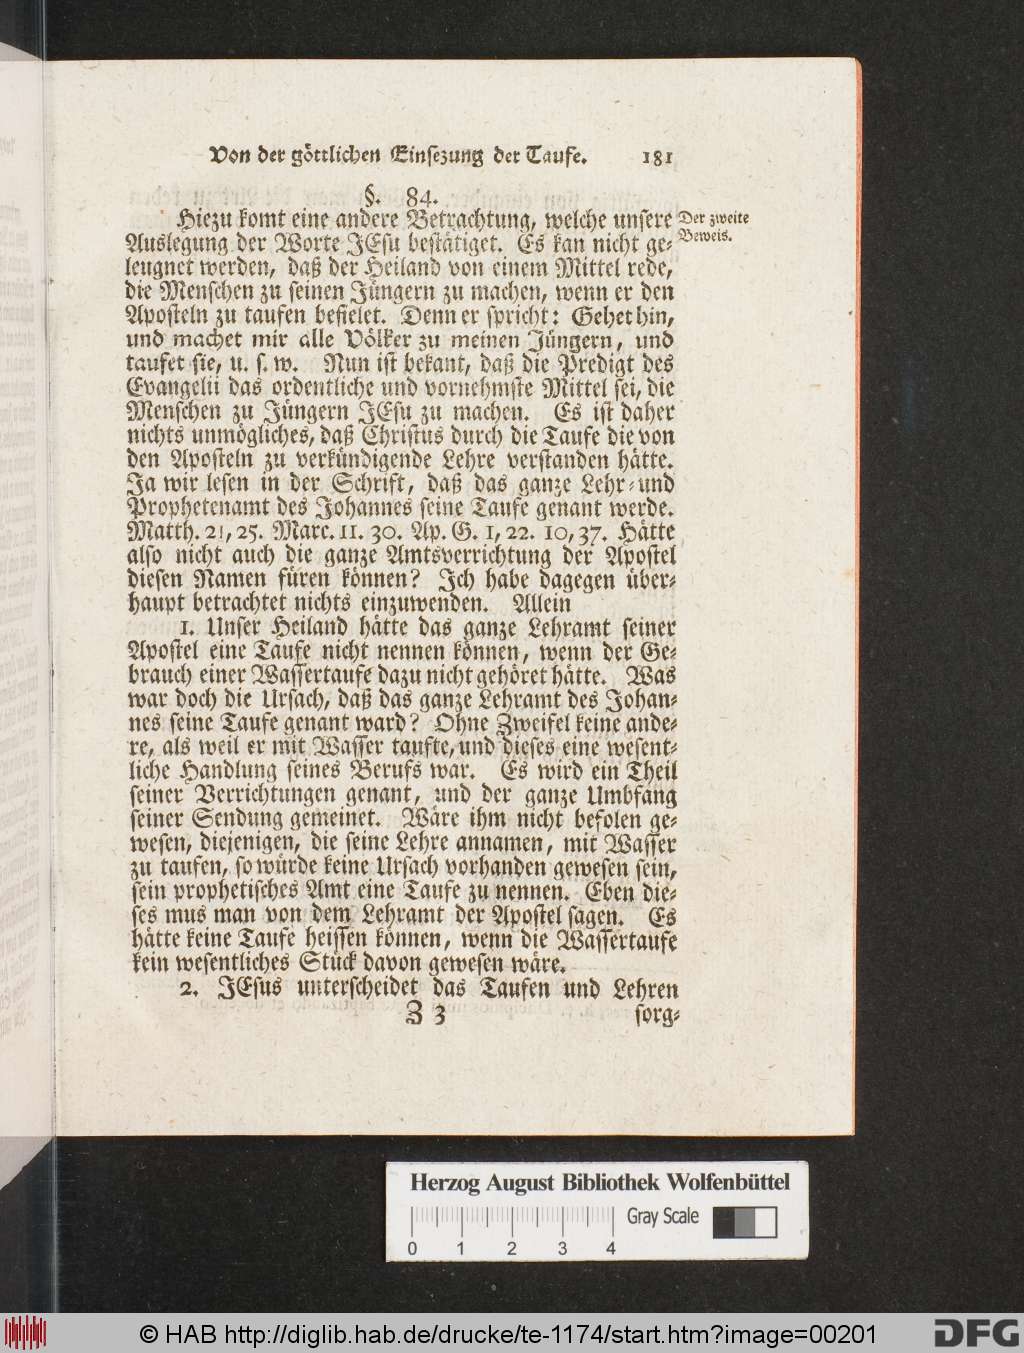 Von der göttlichen Einsezung der Taufe. 181
§. 84.
Hiezu komt eine andere Betrachtung, welche unsere
Der zweite
Beweis.
Auslegung der Worte JEsu bestätiget. Es kan nicht ge-
leugnet werden, daß der Heiland von einem Mittel rede,
die Menschen zu seinen Jüngern zu machen, wenn er den
Aposteln zu taufen befielet. Denn er spricht: Gehet hin,
und machet mir alle Völker zu meinen Jüngern, und
taufet sie, u. s. w. Nun ist bekant, daß die Predigt des
Evangelii das ordentliche und vornehmste Mittel sei, die
Menschen zu Jüngern JEsu zu machen. Es ist daher
nichts unmögliches, daß Christus durch die Taufe die von
den Aposteln zu verkündigende Lehre verstanden hätte.
Ja wir lesen in der Schrift, daß das ganze Lehr- und
Prophetenamt des Johannes seine Taufe genant werde.
Matth. 21, 25. Marc. 11. 30. Ap. G. 1, 22. 10, 37. Hätte
also nicht auch die ganze Amtsverrichtung der Apostel
diesen Namen füren können? Ich habe dagegen über-
haupt betrachtet nichts einzuwenden. Allein
1. Unser Heiland hätte das ganze Lehramt seiner
Apostel eine Taufe nicht nennen können, wenn der Ge-
brauch einer Wassertaufe dazu nicht gehöret hätte. Was
war doch die Ursach, daß das ganze Lehramt des Johan-
nes seine Taufe genant ward? Ohne Zweifel keine ande-
re, als weil er mit Wasser taufte, und dieses eine wesent-
liche Handlung seines Berufs war. Es wird ein Theil
seiner Verrichtungen genant, und der ganze Umbfang
seiner Sendung gemeinet. Wäre ihm nicht befolen ge-
wesen, diejenigen, die seine Lehre annamen, mit Wasser
zu taufen, so würde keine Ursach vorhanden gewesen sein,
sein prophetisches Amt eine Taufe zu nennen. Eben die-
ses mus man von dem Lehramt der Apostel sagen. Es
hätte keine Taufe heissen können, wenn die Wassertaufe
kein wesentliches Stück davon gewesen wäre.
2. JEsus unterscheidet das Taufen und Lehren
Z 3 sorg-
Herzog August Bibliothek Wolfenbüttel
Gray Scale
0 1 2 3 4
© HAB http://diglib.hab.de/drucke/te-1174/start.htm?image=00201
DFG